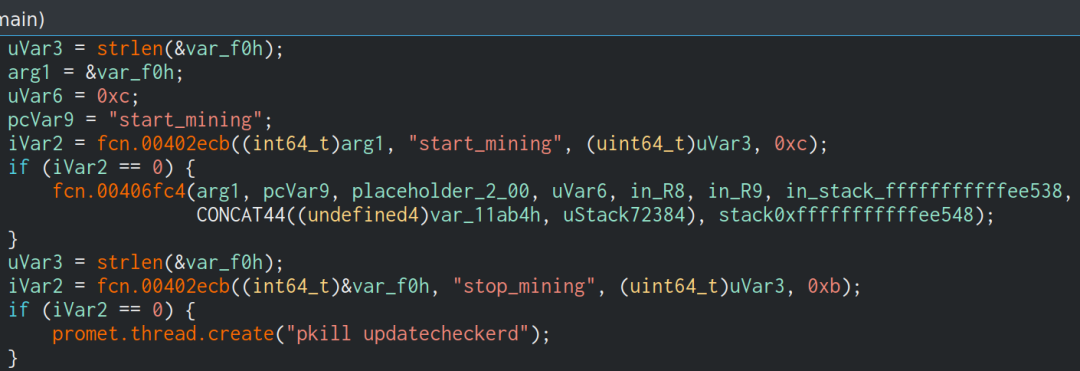 main)
uVar3 = strlen(&var_f0h);
arg1 = &var_f0h;
uVar6 = 0xc;
pcVar9 = "start_mining";
iVar2 = fcn.00402ecb((int64_t)arg1, "start_mining", (uint64_t)uVar3, 0xc);
if (iVar2 == 0) {
    fcn.00406fc4(arg1, pcVar9, placeholder_2_00, uVar6, in_R8, in_R9, in_stack_fffffffffffee538,
                 CONCAT44((undefined4)var_11ab4h, uStack72384), stack0xfffffffffffee548);
}
uVar3 = strlen(&var_f0h);
iVar2 = fcn.00402ecb((int64_t)&var_f0h, "stop_mining", (uint64_t)uVar3, 0xb);
if (iVar2 == 0) {
    promet.thread.create("pkill updatecheckerd");
}